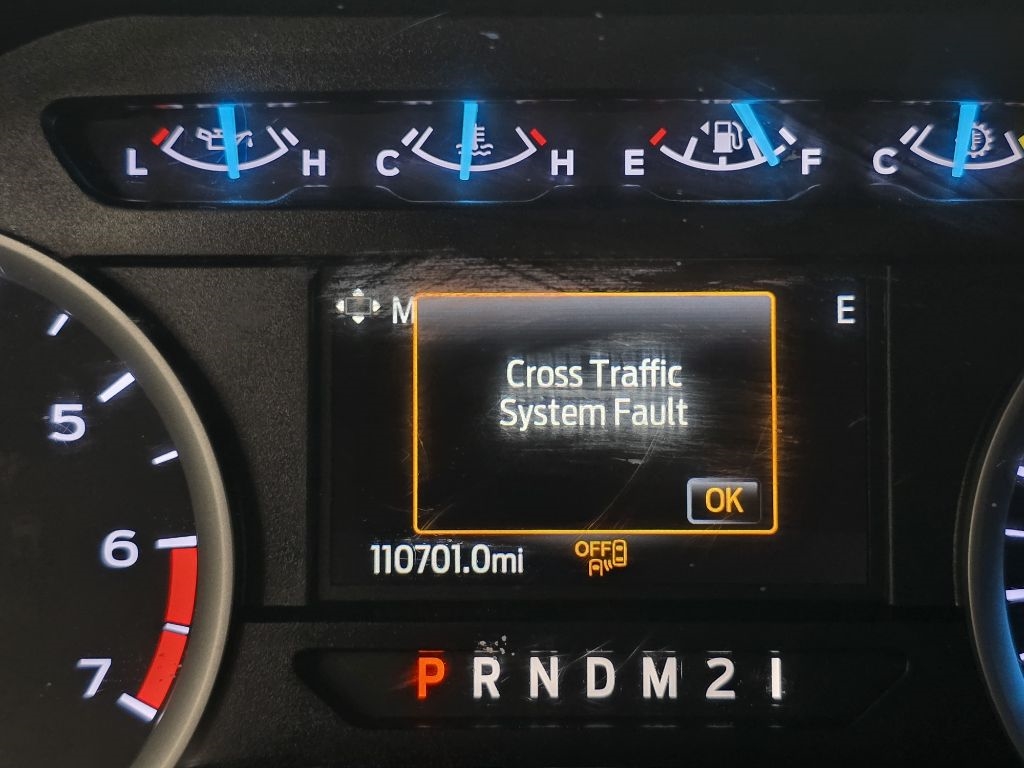 L H C H E F C
M E
Cross Traffic
System Fault
OK
5
6
7
110701.0mi OFF
P R N D M 2 1